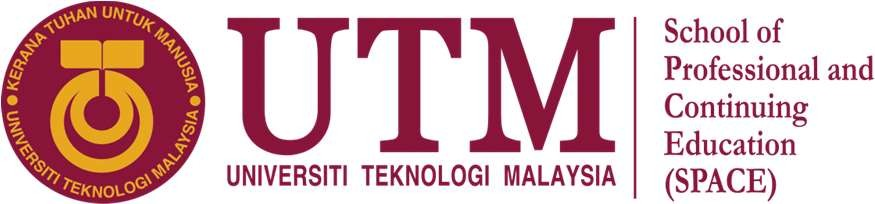 KERANA TUHAN UNTUK MANUSIA
UNIVERSITI TEKNOLOGI MALAYSIA
UTM
UNIVERSITI TEKNOLOGI MALAYSIA
School of
Professional and
Continuing
Education
(SPACE)